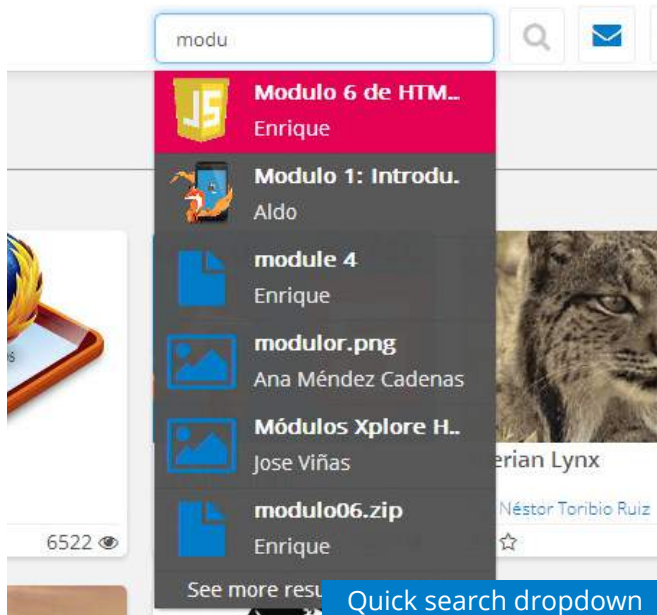 modu
JS
Modulo 6 de HTM..
Enrique
Modulo 1: Introdu.
Aldo
module 4
Enrique
modulor.png
Ana Méndez Cadenas
Módulos Xplore H..
Jose Viñas
modulo06.zip
Enrique
See more resu
6522
erian Lynx
Néstor Toribio Ruiz
Quick search dropdown